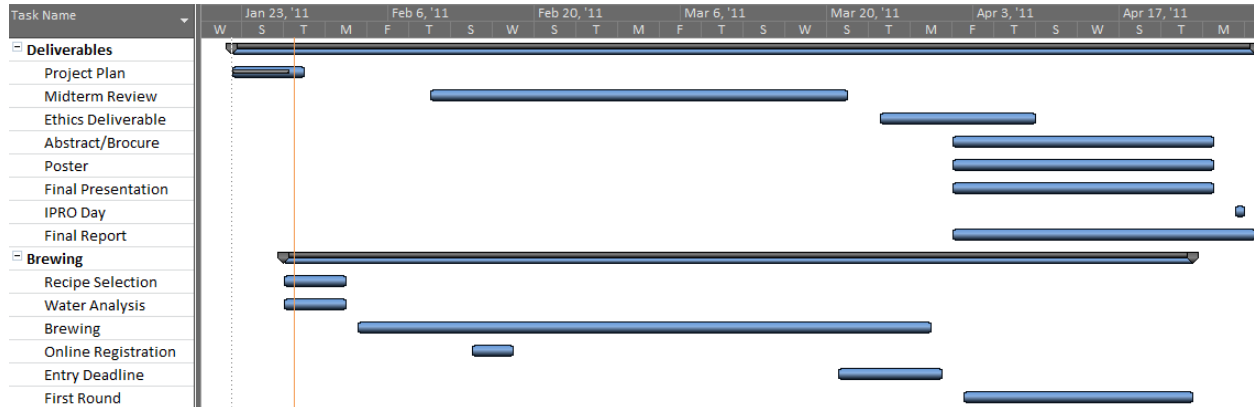 Task Name
Jan 23, '11 Feb 6, '11 Feb 20, '11 Mar 6, '11 Mar 20, '11 Apr 3, '11 Apr 17, '11
W S T M F T S W S T M F T S W S T M F T S W S T M
Deliverables
Project Plan
Midterm Review
Ethics Deliverable
Abstract/Brocure
Poster
Final Presentation
IPRO Day
Final Report
Brewing
Recipe Selection
Water Analysis
Brewing
Online Registration
Entry Deadline
First Round